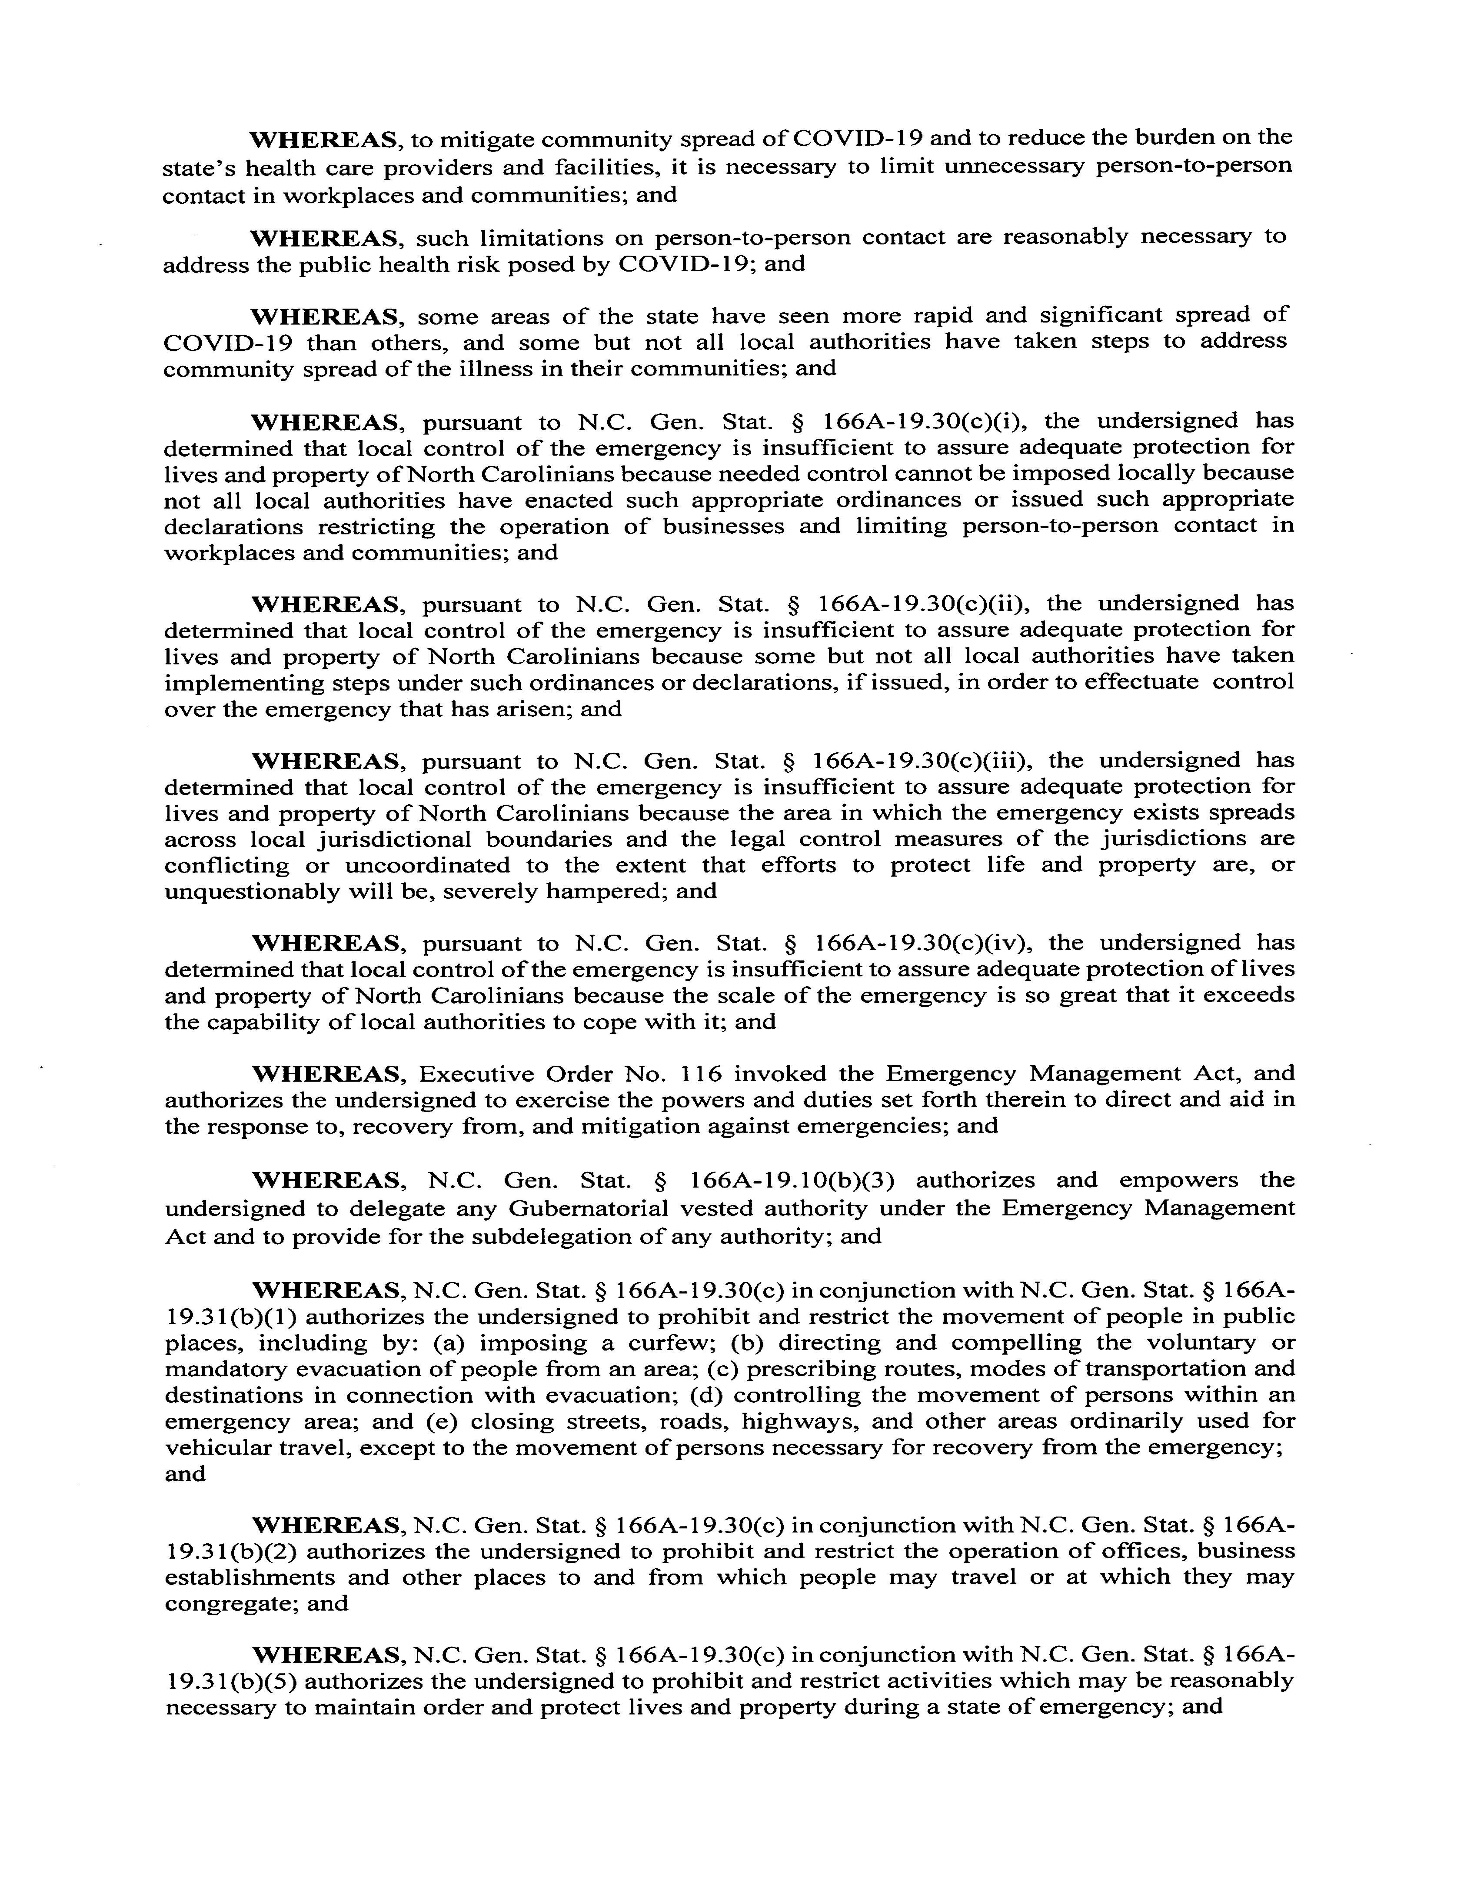 WHEREAS, to mitigate community spread of COVID-19 and to reduce the burden on the
state's health care providers and facilities, it is necessary to limit unnecessary person-to-person
contact in workplaces and communities; and
WHEREAS, such limitations on person-to-person contact are reasonably necessary to
address the public health risk posed by COVID-19; and
WHEREAS, some areas of the state have seen more rapid and significant spread of
COVID-19 than others, and some but not all local authorities have taken steps to address
community spread of the illness in their communities; and
WHEREAS, pursuant to N.C. Gen. Stat. § 166A-19.30(c)(i), the undersigned has
determined that local control of the emergency is insufficient to assure adequate protection for
lives and property of North Carolinians because needed control cannot be imposed locally because
not all local authorities have enacted such appropriate ordinances or issued such appropriate
declarations restricting the operation of businesses and limiting person-to-person contact in
workplaces and communities; and
WHEREAS, pursuant to N.C. Gen. Stat. § 166A-19.30(c)(ii), the undersigned has
determined that local control of the emergency is insufficient to assure adequate protection for
lives and property of North Carolinians because some but not all local authorities have taken
implementing steps under such ordinances or declarations, if issued, in order to effectuate control
over the emergency that has arisen; and
WHEREAS, pursuant to N.C. Gen. Stat. § 166A-19.30(c)(iii), the undersigned has
determined that local control of the emergency is insufficient to assure adequate protection for
lives and property of North Carolinians because the area in which the emergency exists spreads
across local jurisdictional boundaries and the legal control measures of the jurisdictions are
conflicting or uncoordinated to the extent that efforts to protect life and property are, or
unquestionably will be, severely hampered; and
WHEREAS, pursuant to N.C. Gen. Stat. § 166A-19.30(c)(iv), the undersigned has
determined that local control of the emergency is insufficient to assure adequate protection of lives
and property of North Carolinians because the scale of the emergency is so great that it exceeds
the capability of local authorities to cope with it; and
WHEREAS, Executive Order No. 116 invoked the Emergency Management Act, and
authorizes the undersigned to exercise the powers and duties set forth therein to direct and aid in
the response to, recovery from, and mitigation against emergencies; and
WHEREAS, N.C. Gen. Stat. § 166A-19.10(b)(3) authorizes and empowers the
undersigned to delegate any Gubernatorial vested authority under the Emergency Management
Act and to provide for the subdelegation of any authority; and
WHEREAS, N.C. Gen. Stat. § 166A-19.30(c) in conjunction with N.C. Gen. Stat. § 166A-
19.31(b)(1) authorizes the undersigned to prohibit and restrict the movement of people in public
places, including by: (a) imposing a curfew; (b) directing and compelling the voluntary or
mandatory evacuation of people from an area; (c) prescribing routes, modes of transportation and
destinations in connection with evacuation; (d) controlling the movement of persons within an
emergency area; and (e) closing streets, roads, highways, and other areas ordinarily used for
vehicular travel, except to the movement of persons necessary for recovery from the emergency;
and
WHEREAS, N.C. Gen. Stat. § 166A-19.30(c) in conjunction with N.C. Gen. Stat. § 166A-
19.31(b)(2) authorizes the undersigned to prohibit and restrict the operation of offices, business
establishments and other places to and from which people may travel or at which they may
congregate; and
WHEREAS, N.C. Gen. Stat. § 166A-19.30(c) in conjunction with N.C. Gen. Stat. § 166A-
19.31(b)(5) authorizes the undersigned to prohibit and restrict activities which may be reasonably
necessary to maintain order and protect lives and property during a state of emergency; and